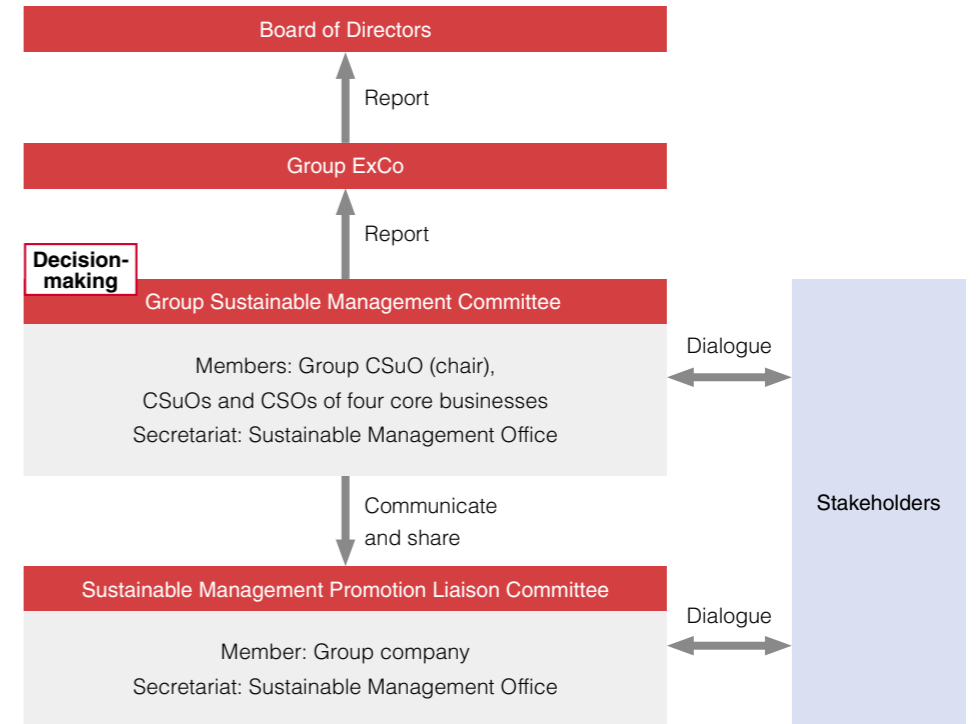 Board of Directors
Report
Group ExCo
Report
Decision-
making
Group Sustainable Management Committee
Members: Group CSuO (chair),
CSuOs and CSOs of four core businesses
Secretariat: Sustainable Management Office
Dialogue
Communicate
and share
Stakeholders
Sustainable Management Promotion Liaison Committee
Member: Group company
Secretariat: Sustainable Management Office
Dialogue